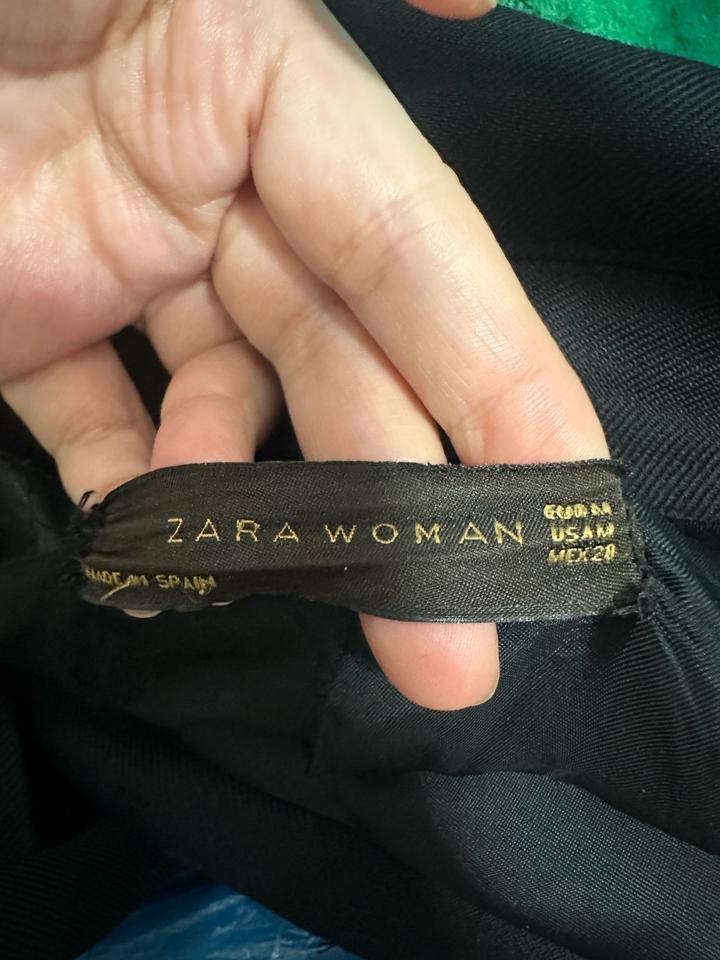 ZARA WOMAN
EUR M
USA M
MEX 28
MADE IN SPAIN